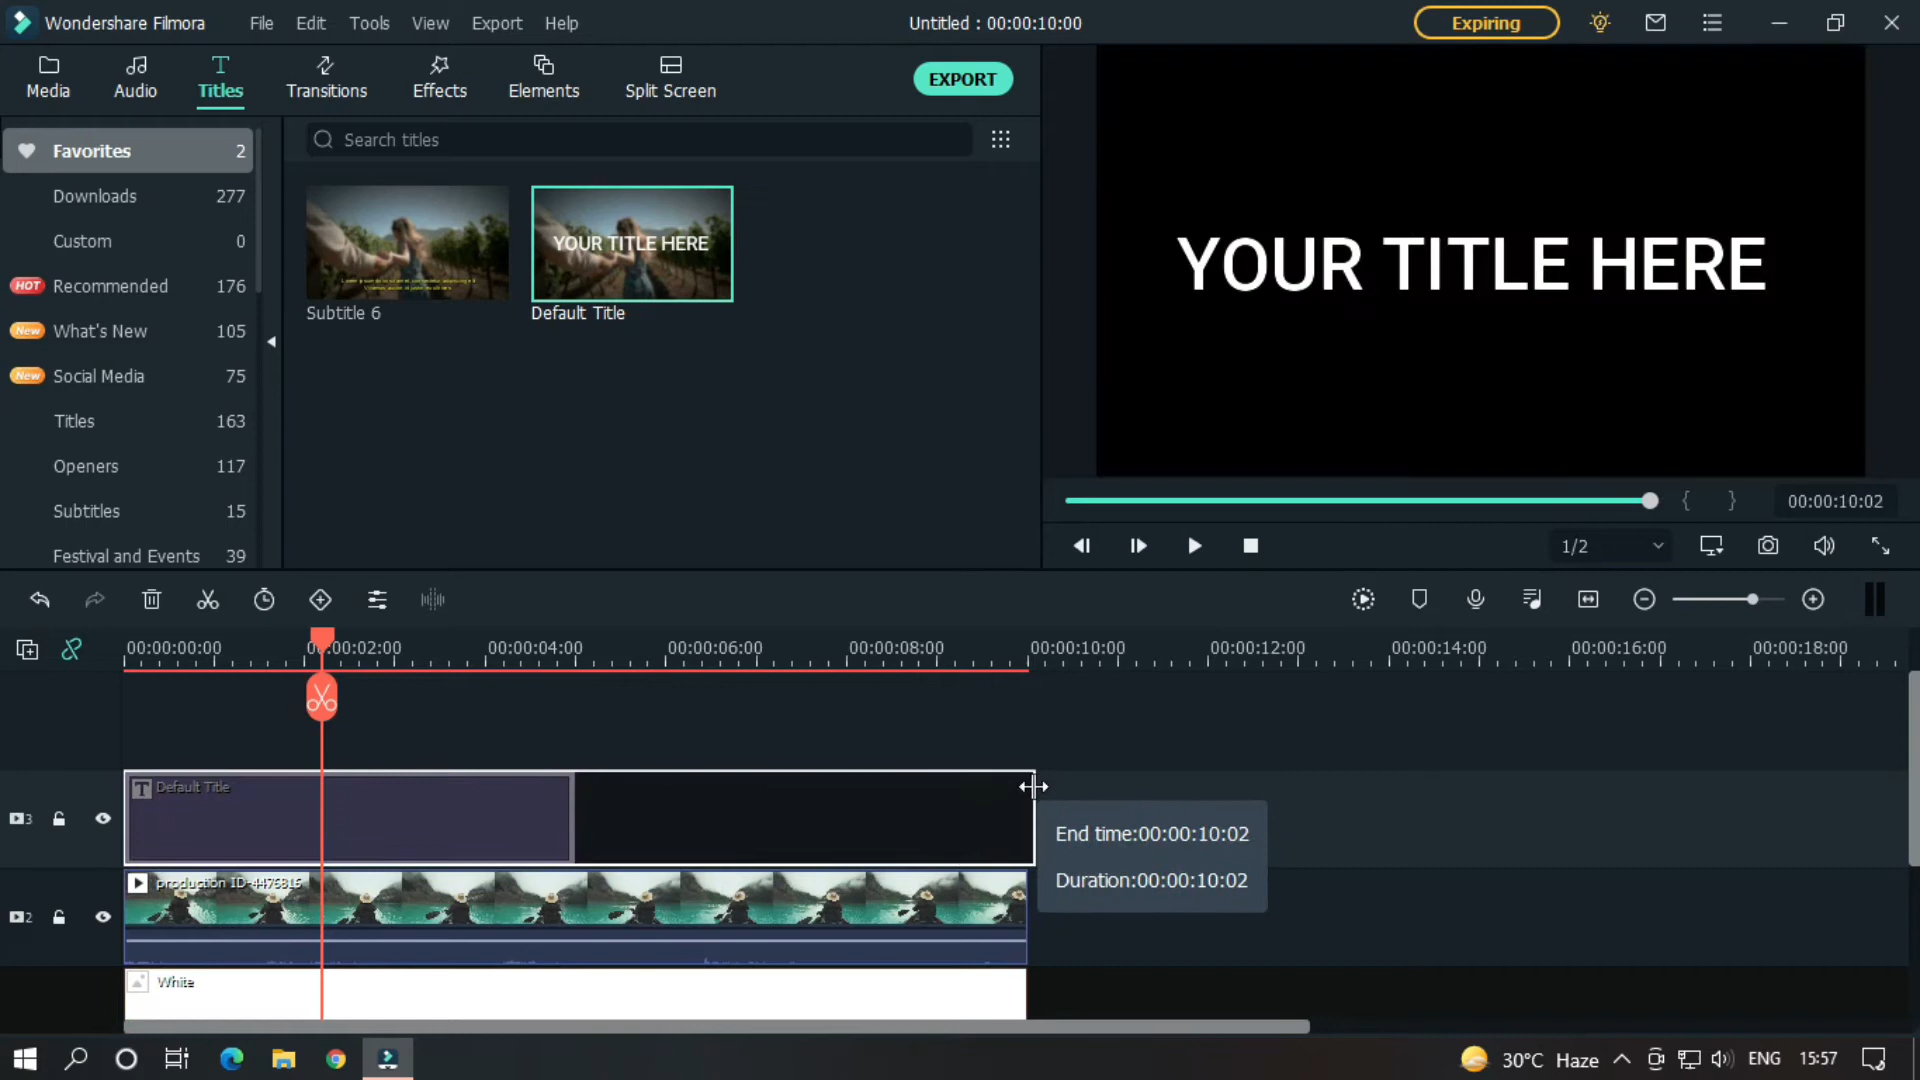 Wondershare Filmora
File
Edit
Tools
View
Export
Help
Untitled : 00:00:10:00
Expiring
Media
Audio
Titles
Transitions
Effects
Elements
Split Screen
EXPORT
Search titles
Favorites 2
Downloads 277
Custom 0
HOT Recommended 176
New What's New 105
New Social Media 75
Titles 163
Openers 117
Subtitles 15
Festival and Events 39
Subtitle 6
YOUR TITLE HERE
Default Title
YOUR TITLE HERE
{ } 00:00:10:02
1/2
00:00:00:00
00:00:02:00
00:00:04:00
00:00:06:00
00:00:08:00
00:00:10:00
00:00:12:00
00:00:14:00
00:00:16:00
00:00:18:00
3
T Default Title
End time:00:00:10:02
Duration:00:00:10:02
2
production ID-4476816
White
30°C Haze
ENG
15:57